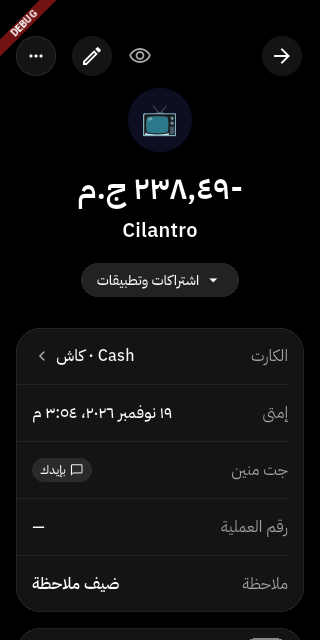 DEBUG
-٢٣٨,٤٩ ج.م
Cilantro
اشتراكات وتطبيقات
الكارت
كاش · Cash
إمتى
١٩ نوفمبر ٢٠٢٦، ٣:٥٤ م
جت منين
بإيدك
رقم العملية
—
ملاحظة
ضيف ملاحظة